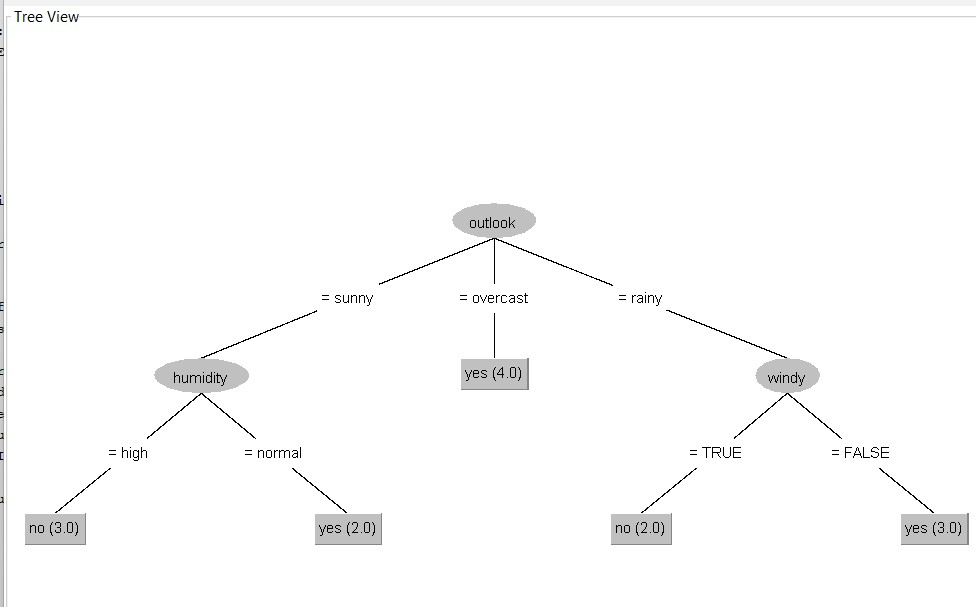 Tree View
outlook
= sunny
= overcast
= rainy
humidity
yes (4.0)
windy
= high
= normal
= TRUE
= FALSE
no (3.0)
yes (2.0)
no (2.0)
yes (3.0)